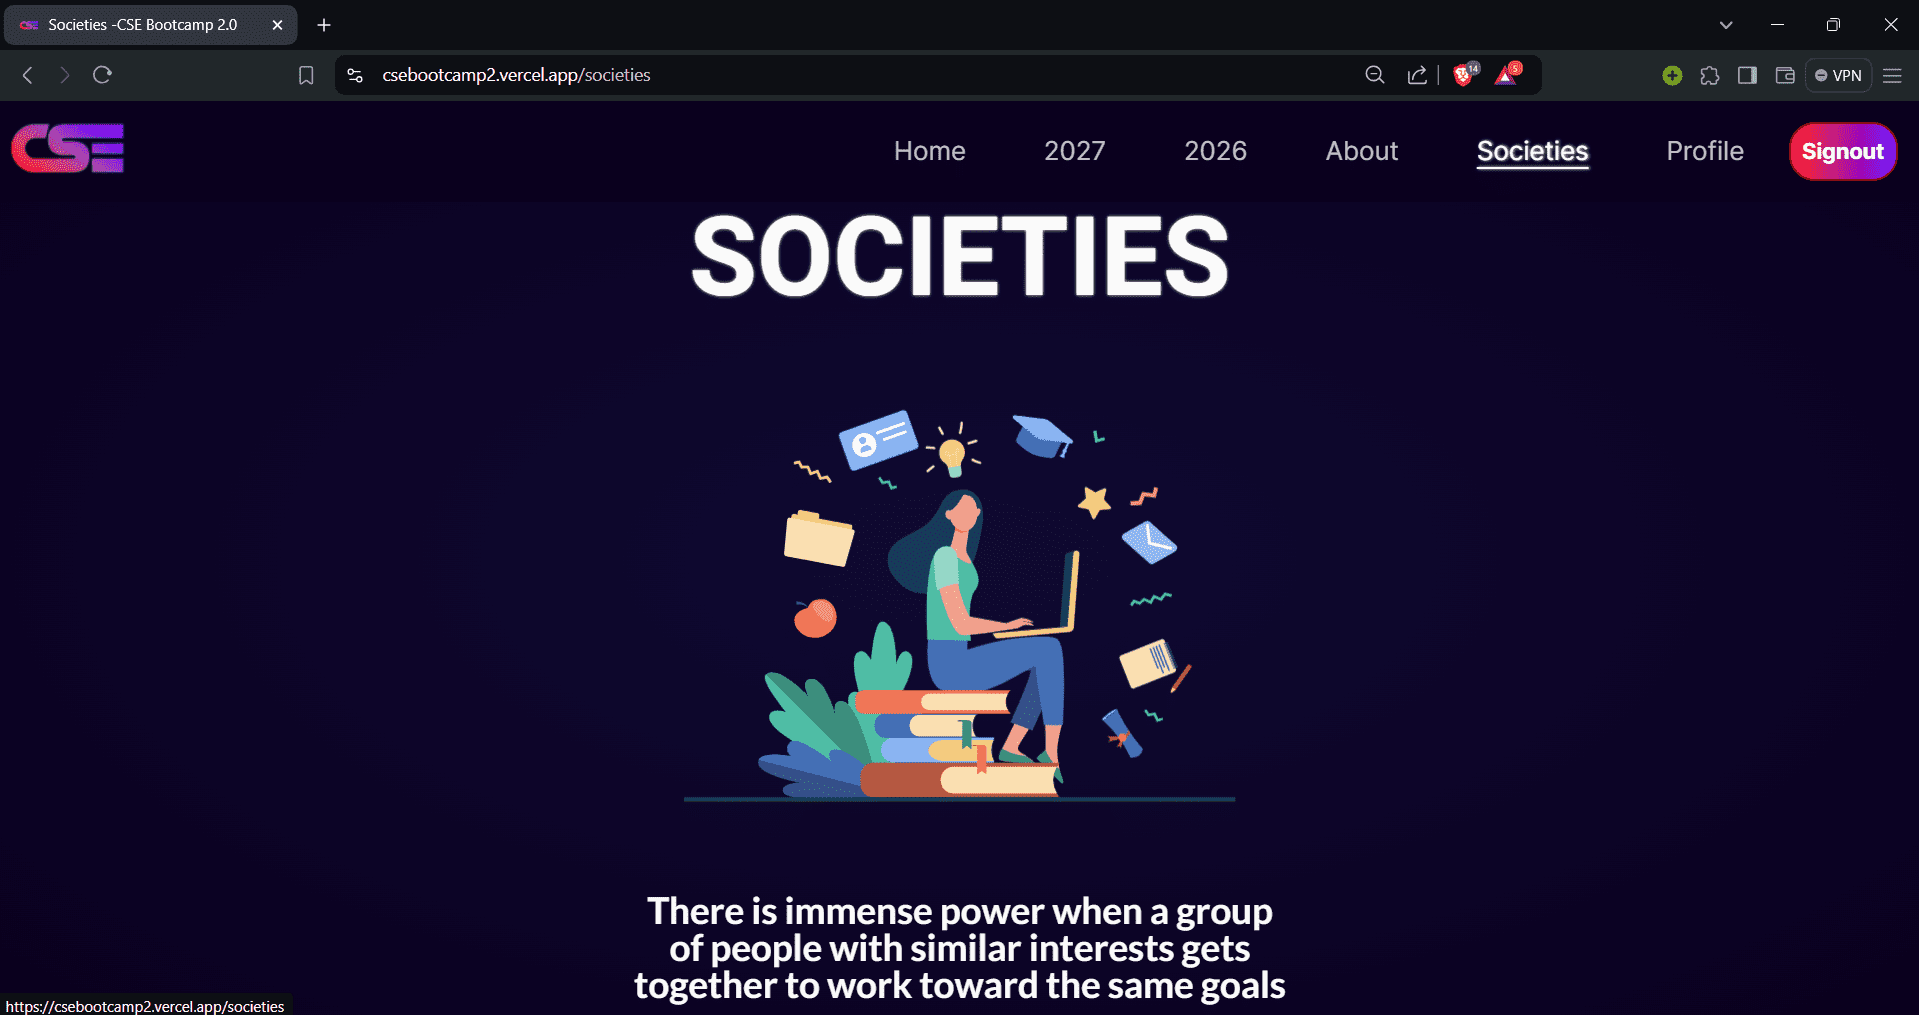 Societies -CSE Bootcamp 2.0
csebootcamp2.vercel.app/societies
14
5
VPN
CSE
Home
2027
2026
About
Societies
Profile
Signout
SOCIETIES
There is immense power when a group
of people with similar interests gets
together to work toward the same goals
https://csebootcamp2.vercel.app/societies